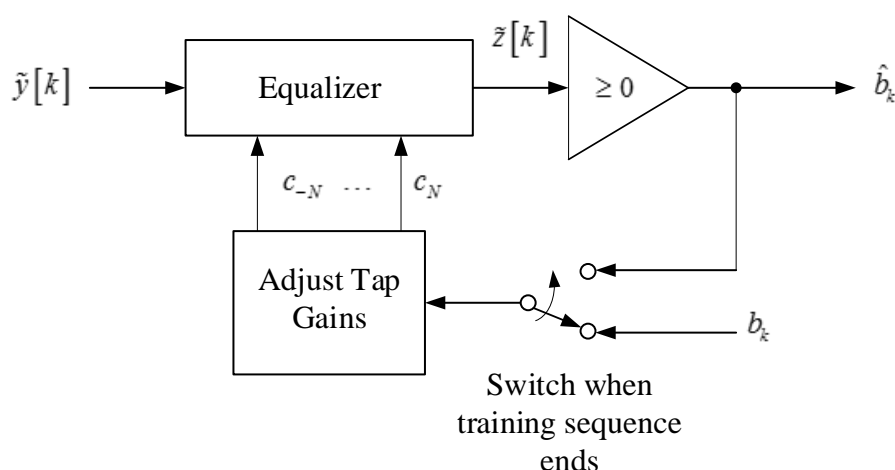 z̃[k]
ỹ[k]
Equalizer
≥ 0
b̂ₖ
c₋N … c_N
Adjust Tap
Gains
bₖ
Switch when
training sequence
ends